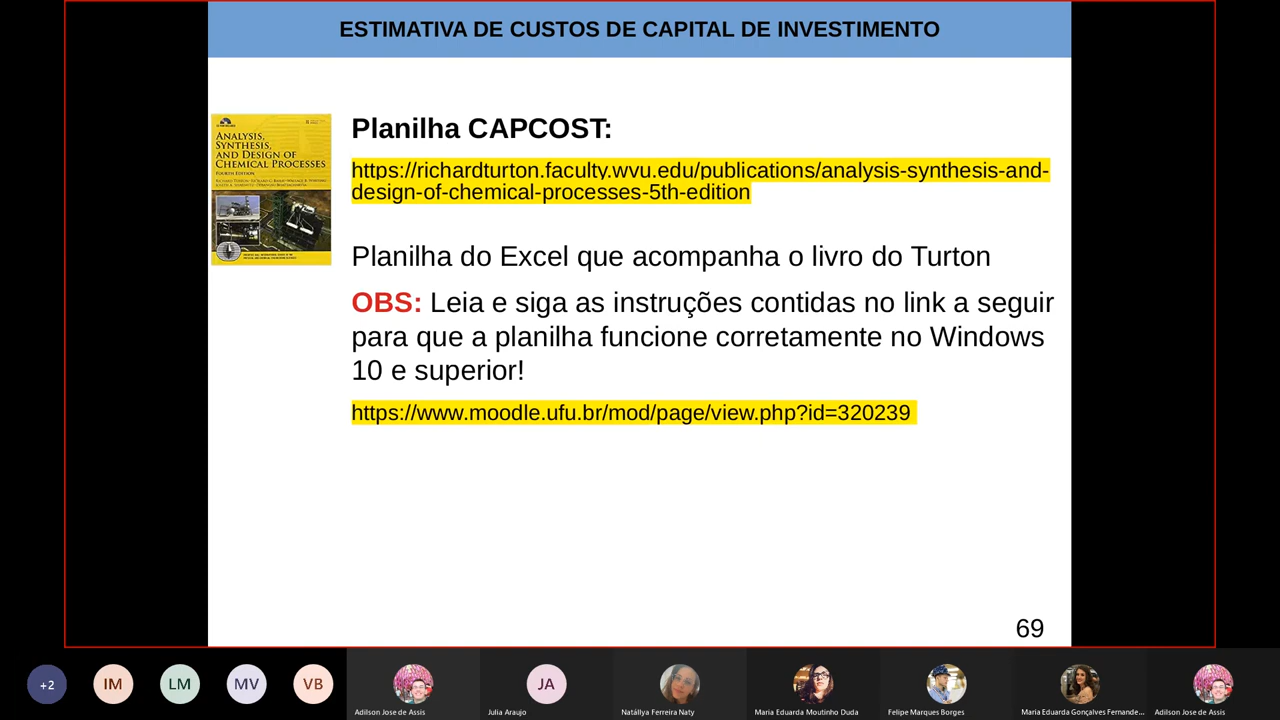 ESTIMATIVA DE CUSTOS DE CAPITAL DE INVESTIMENTO
ANALYSIS,
SYNTHESIS,
AND DESIGN OF
CHEMICAL PROCESSES
FOURTH EDITION
Planilha CAPCOST:
https://richardturton.faculty.wvu.edu/publications/analysis-synthesis-and-
design-of-chemical-processes-5th-edition
Planilha do Excel que acompanha o livro do Turton
OBS: Leia e siga as instruções contidas no link a seguir
para que a planilha funcione corretamente no Windows
10 e superior!
https://www.moodle.ufu.br/mod/page/view.php?id=320239
69
+2
IM
LM
MV
VB
JA
Adilson Jose de Assis
Julia Araujo
Natállya Ferreira Naty
Maria Eduarda Moutinho Duda
Felipe Marques Borges
Maria Eduarda Gonçalves Fernande...
Adilson Jose de Assis